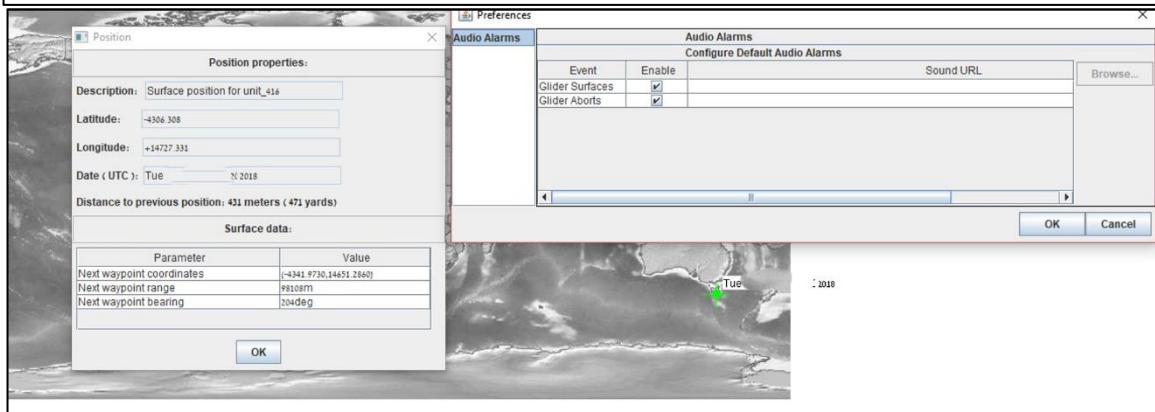 Position
Position properties:
Description: Surface position for unit_416
Latitude: -4306.308
Longitude: +14727.331
Date ( UTC ): Tue 2018
Distance to previous position: 431 meters ( 471 yards)
Surface data:
Parameter Value
Next waypoint coordinates (-4341.9730,14651.2860)
Next waypoint range 98108m
Next waypoint bearing 204deg
OK
Preferences
Audio Alarms
Audio Alarms
Configure Default Audio Alarms
Event Enable Sound URL
Browse...
Glider Surfaces
Glider Aborts
OK Cancel
Tue 2018